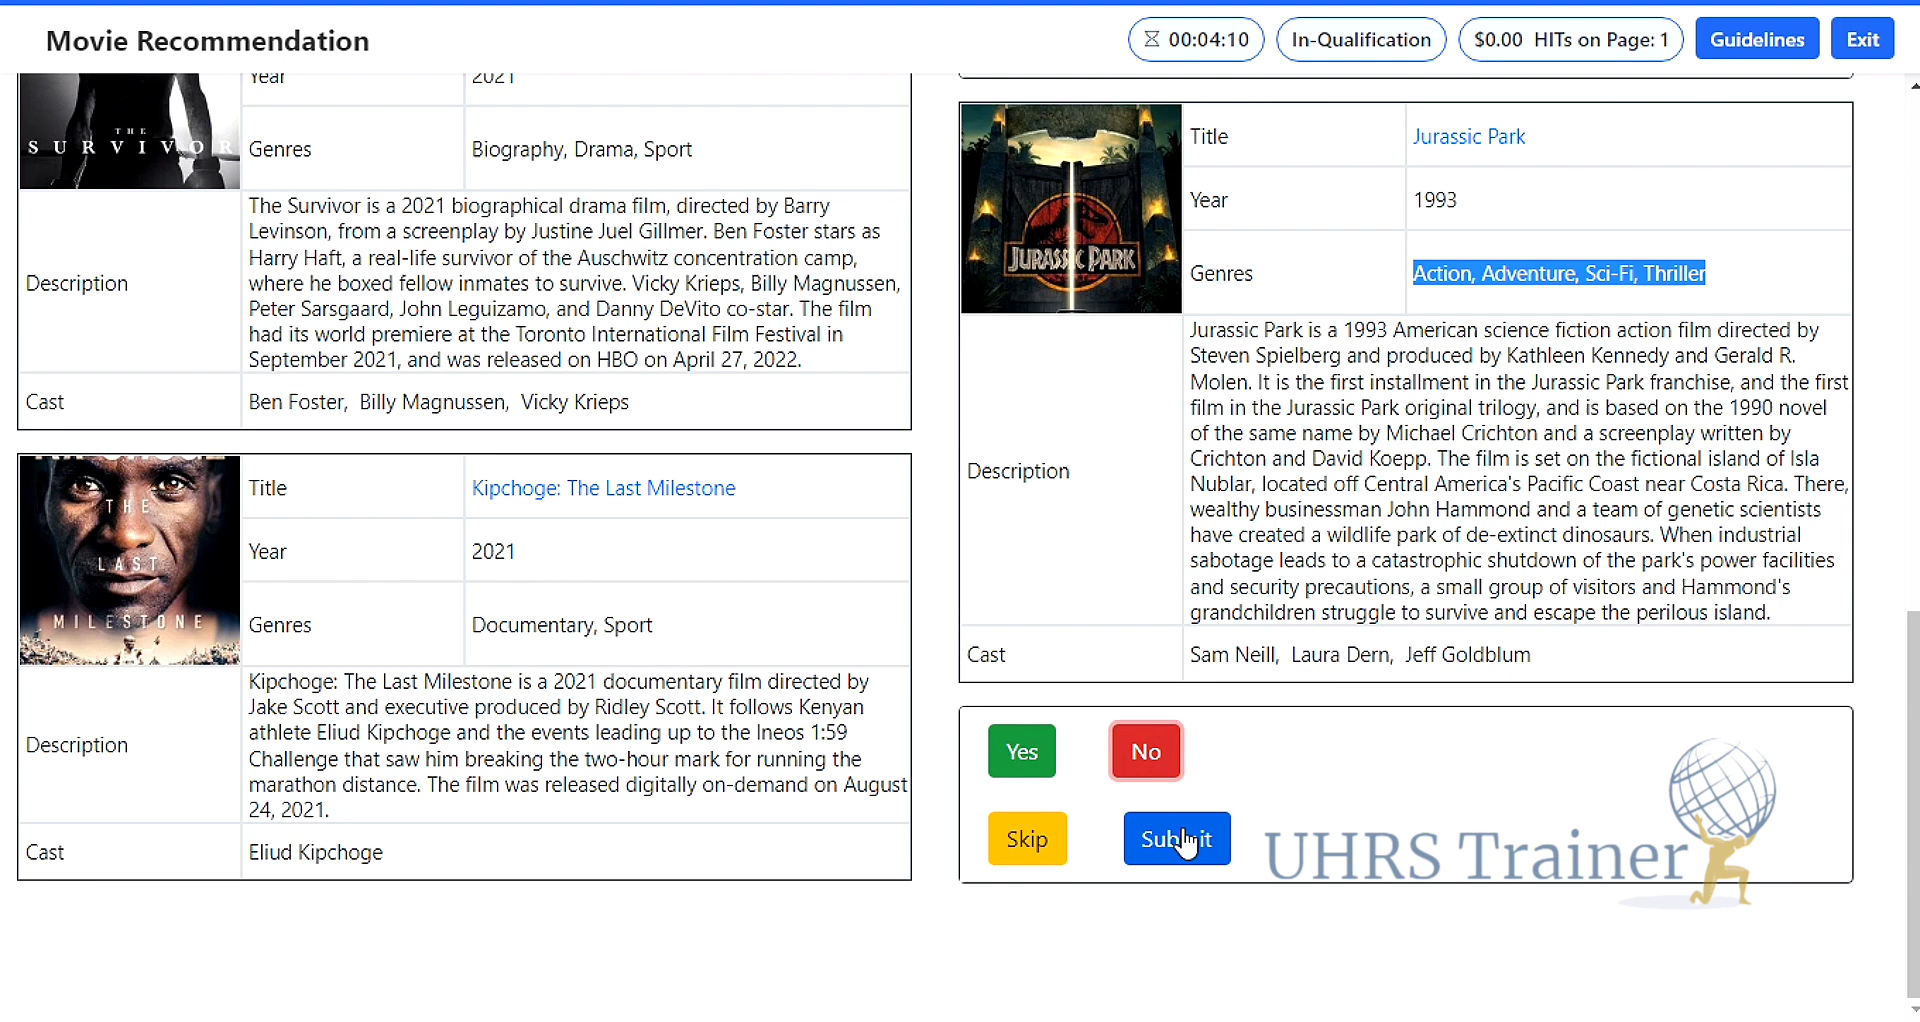 Movie Recommendation
00:04:10
In-Qualification
$0.00 HITs on Page: 1
Guidelines
Exit
Year
2021
THE
SURVIVOR
Genres
Biography, Drama, Sport
Description
The Survivor is a 2021 biographical drama film, directed by Barry
Levinson, from a screenplay by Justine Juel Gillmer. Ben Foster stars as
Harry Haft, a real-life survivor of the Auschwitz concentration camp,
where he boxed fellow inmates to survive. Vicky Krieps, Billy Magnussen,
Peter Sarsgaard, John Leguizamo, and Danny DeVito co-star. The film
had its world premiere at the Toronto International Film Festival in
September 2021, and was released on HBO on April 27, 2022.
Cast
Ben Foster, Billy Magnussen, Vicky Krieps
THE
LAST
MILESTONE
Title
Kipchoge: The Last Milestone
Year
2021
Genres
Documentary, Sport
Description
Kipchoge: The Last Milestone is a 2021 documentary film directed by
Jake Scott and executive produced by Ridley Scott. It follows Kenyan
athlete Eliud Kipchoge and the events leading up to the Ineos 1:59
Challenge that saw him breaking the two-hour mark for running the
marathon distance. The film was released digitally on-demand on August
24, 2021.
Cast
Eliud Kipchoge
JURASSIC PARK
Title
Jurassic Park
Year
1993
Genres
Action, Adventure, Sci-Fi, Thriller
Description
Jurassic Park is a 1993 American science fiction action film directed by
Steven Spielberg and produced by Kathleen Kennedy and Gerald R.
Molen. It is the first installment in the Jurassic Park franchise, and the first
film in the Jurassic Park original trilogy, and is based on the 1990 novel
of the same name by Michael Crichton and a screenplay written by
Crichton and David Koepp. The film is set on the fictional island of Isla
Nublar, located off Central America's Pacific Coast near Costa Rica. There,
wealthy businessman John Hammond and a team of genetic scientists
have created a wildlife park of de-extinct dinosaurs. When industrial
sabotage leads to a catastrophic shutdown of the park's power facilities
and security precautions, a small group of visitors and Hammond's
grandchildren struggle to survive and escape the perilous island.
Cast
Sam Neill, Laura Dern, Jeff Goldblum
Yes
No
Skip
Submit
UHRS Trainer